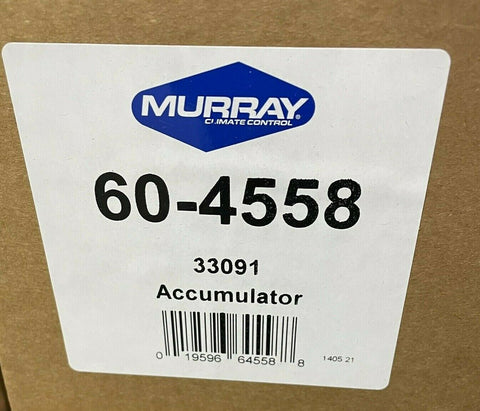 MURRAY®
CLIMATE CONTROL
60-4558
33091
Accumulator
0 19596 64558 8
1405 21